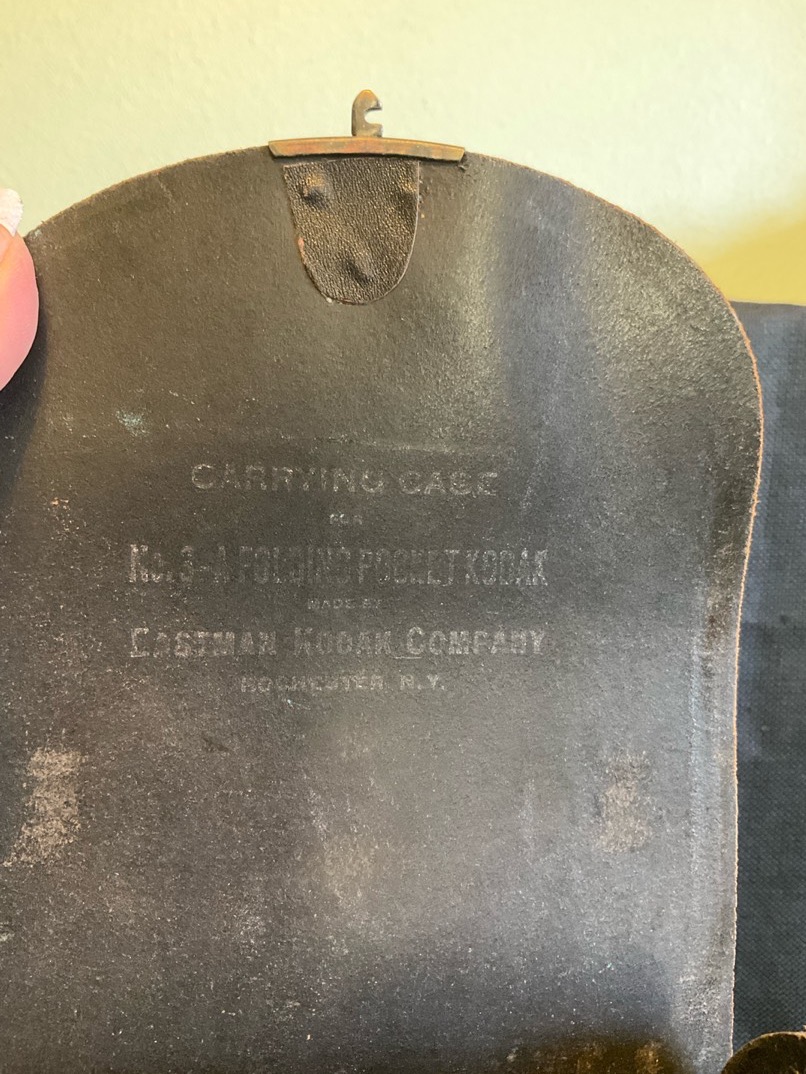 CARRYING CASE
FOR
No. 3-A FOLDING POCKET KODAK
MADE BY
EASTMAN KODAK COMPANY
ROCHESTER N.Y.